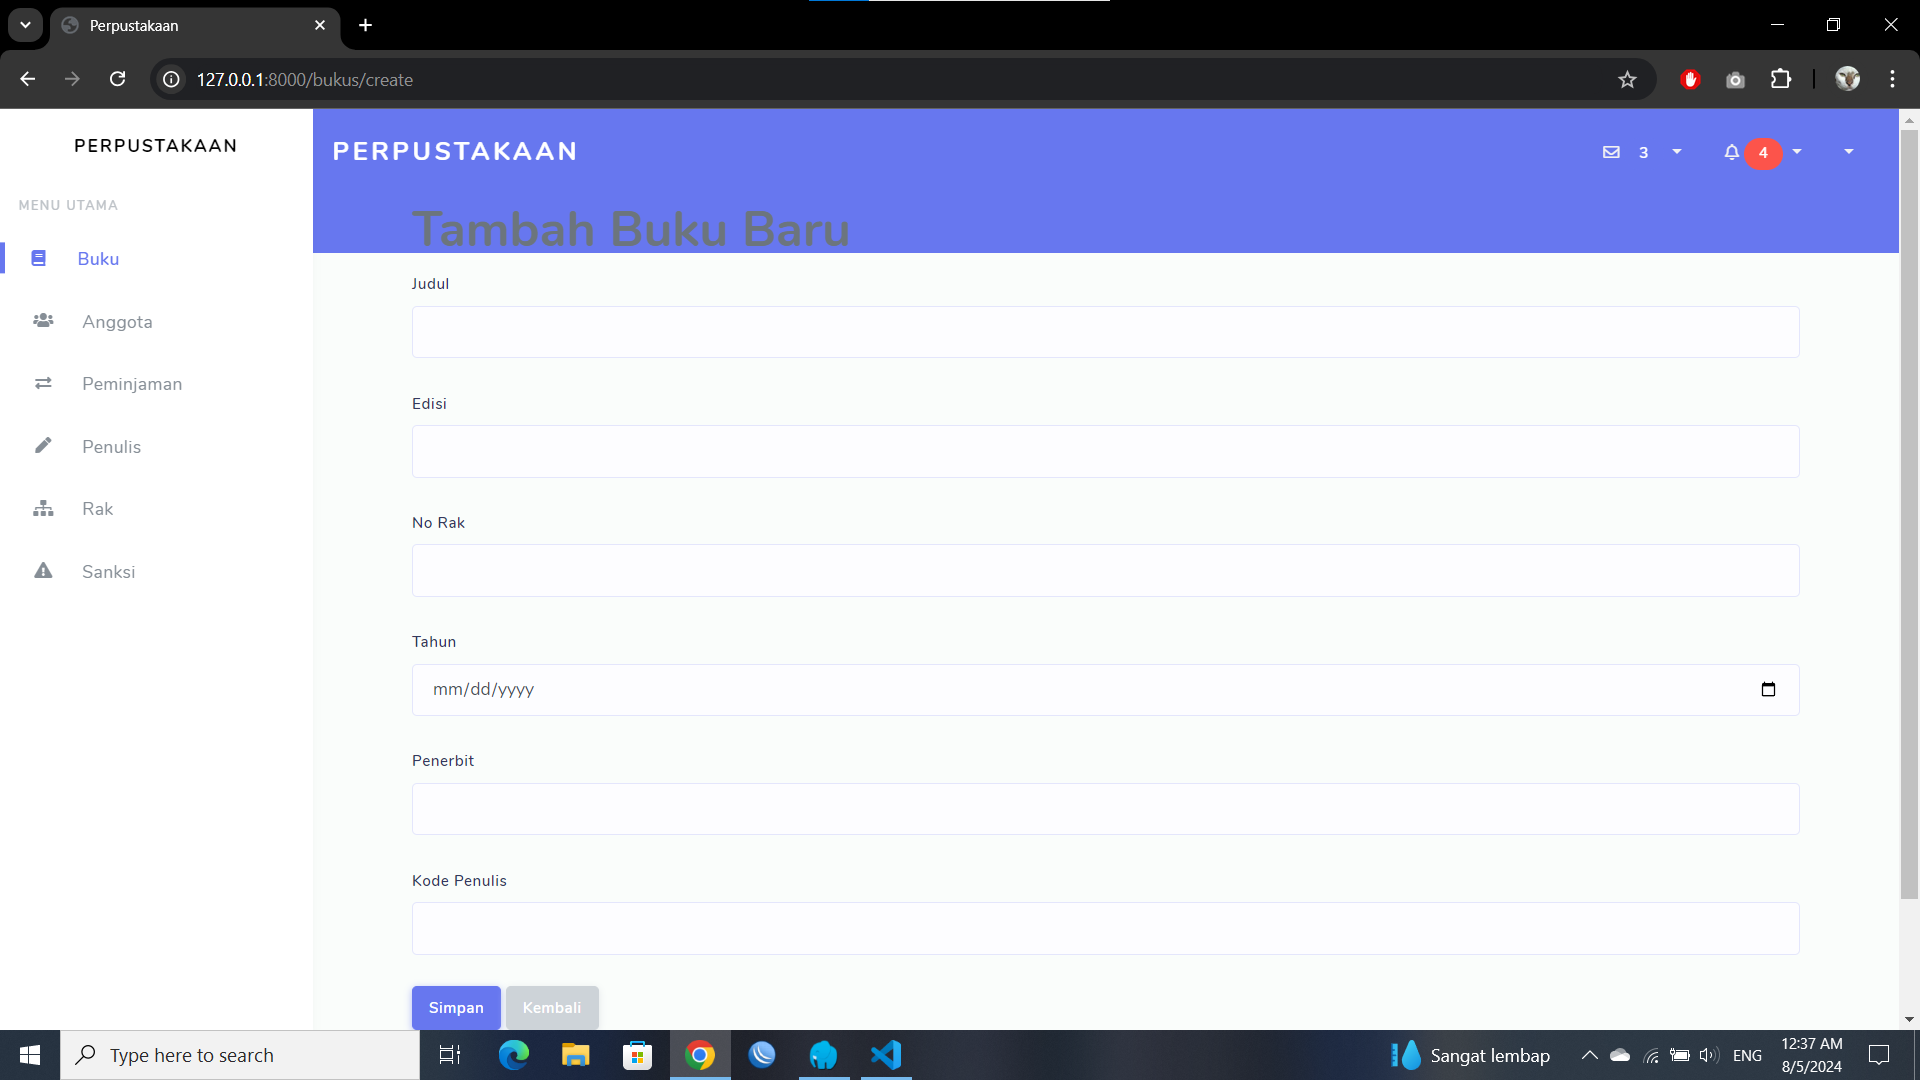 Perpustakaan
127.0.0.1:8000/bukus/create
PERPUSTAKAAN
MENU UTAMA
Buku
Anggota
Peminjaman
Penulis
Rak
Sanksi
PERPUSTAKAAN
3
4
Tambah Buku Baru
Judul
Edisi
No Rak
Tahun
mm/dd/yyyy
Penerbit
Kode Penulis
Simpan Kembali
Type here to search
Sangat lembap
ENG
12:37 AM
8/5/2024